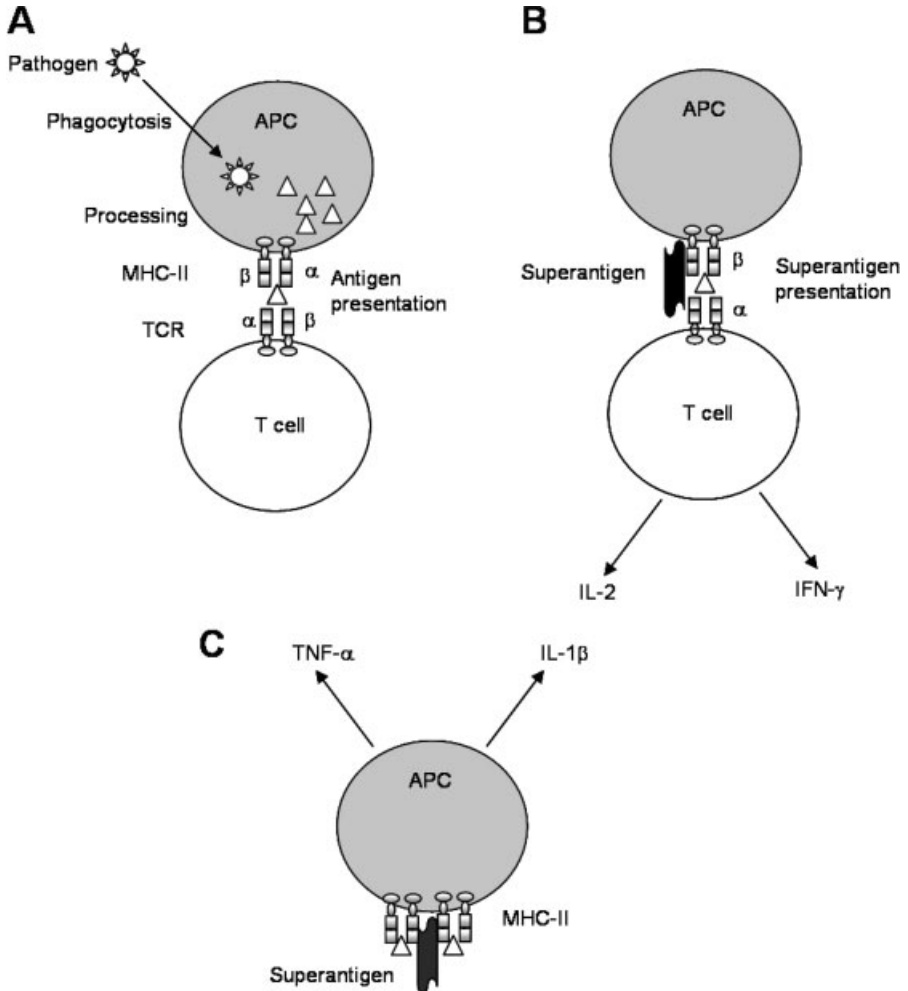 A
Pathogen
Phagocytosis
APC
Processing
MHC-II
β
α
Antigen
presentation
TCR
α
β
T cell
B
APC
Superantigen
β
Superantigen
presentation
α
T cell
IL-2
IFN-γ
C
TNF-α
IL-1β
APC
MHC-II
Superantigen